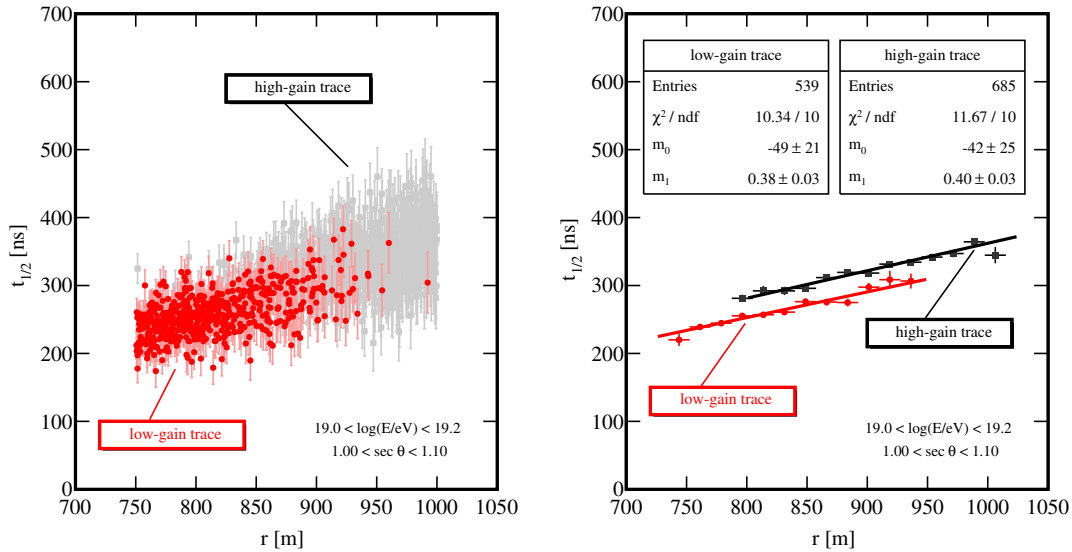 700
600
500
400
300
200
100
0
t1/2 [ns]
high-gain trace
low-gain trace
19.0 < log(E/eV) < 19.2
1.00 < sec θ < 1.10
700 750 800 850 900 950 1000 1050
r [m]
700
600
500
400
300
200
100
0
t1/2 [ns]
low-gain trace
Entries 539
χ² / ndf 10.34 / 10
m0 -49 ± 21
m1 0.38 ± 0.03
high-gain trace
Entries 685
χ² / ndf 11.67 / 10
m0 -42 ± 25
m1 0.40 ± 0.03
high-gain trace
low-gain trace
19.0 < log(E/eV) < 19.2
1.00 < sec θ < 1.10
700 750 800 850 900 950 1000 1050
r [m]